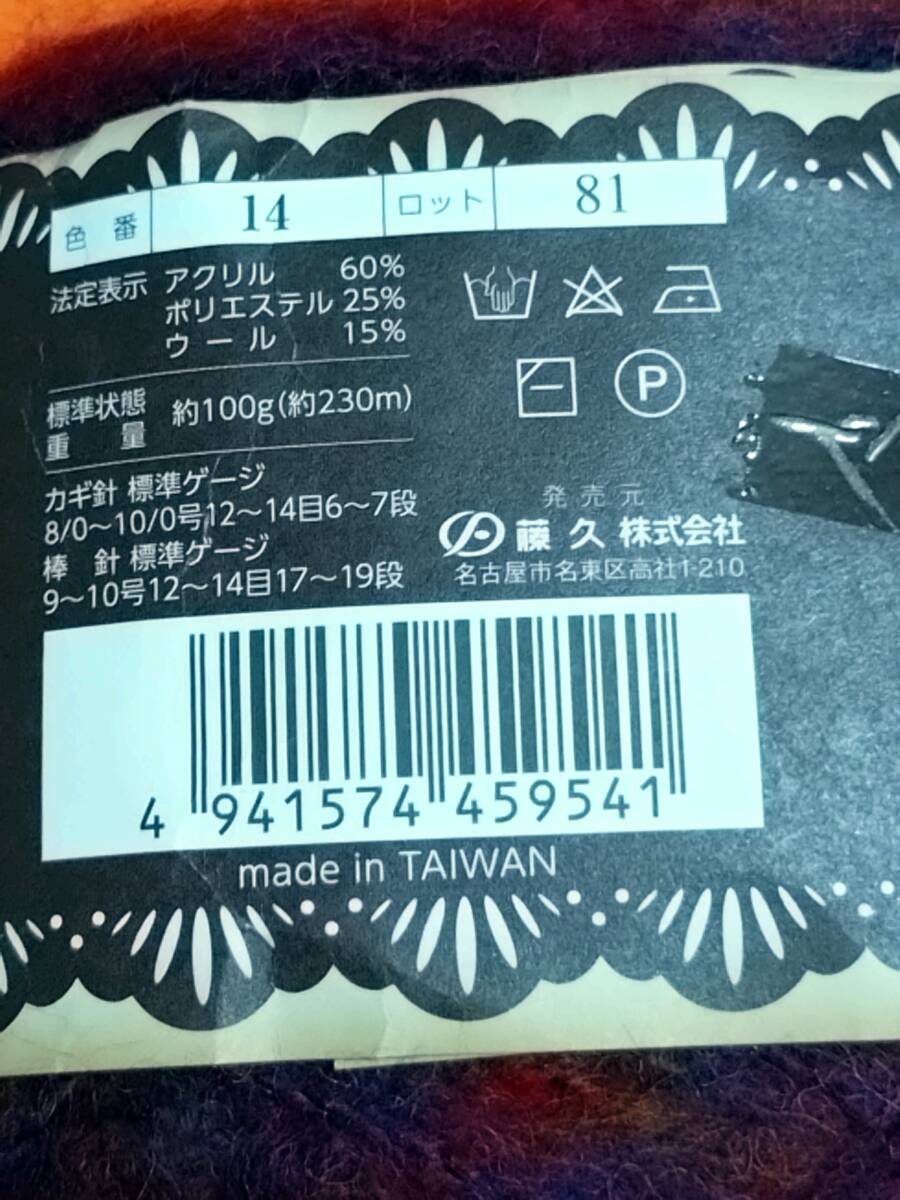 色番 14 ロット 81
法定表示 アクリル 60%
ポリエステル 25%
ウール 15%
標準状態
重量 約100g(約230m)
カギ針 標準ゲージ
8/0～10/0号12～14目6～7段
棒 針 標準ゲージ
9～10号12～14目17～19段
P
発売元
藤久 株式会社
名古屋市名東区高社1-210
4 941574 459541
made in TAIWAN